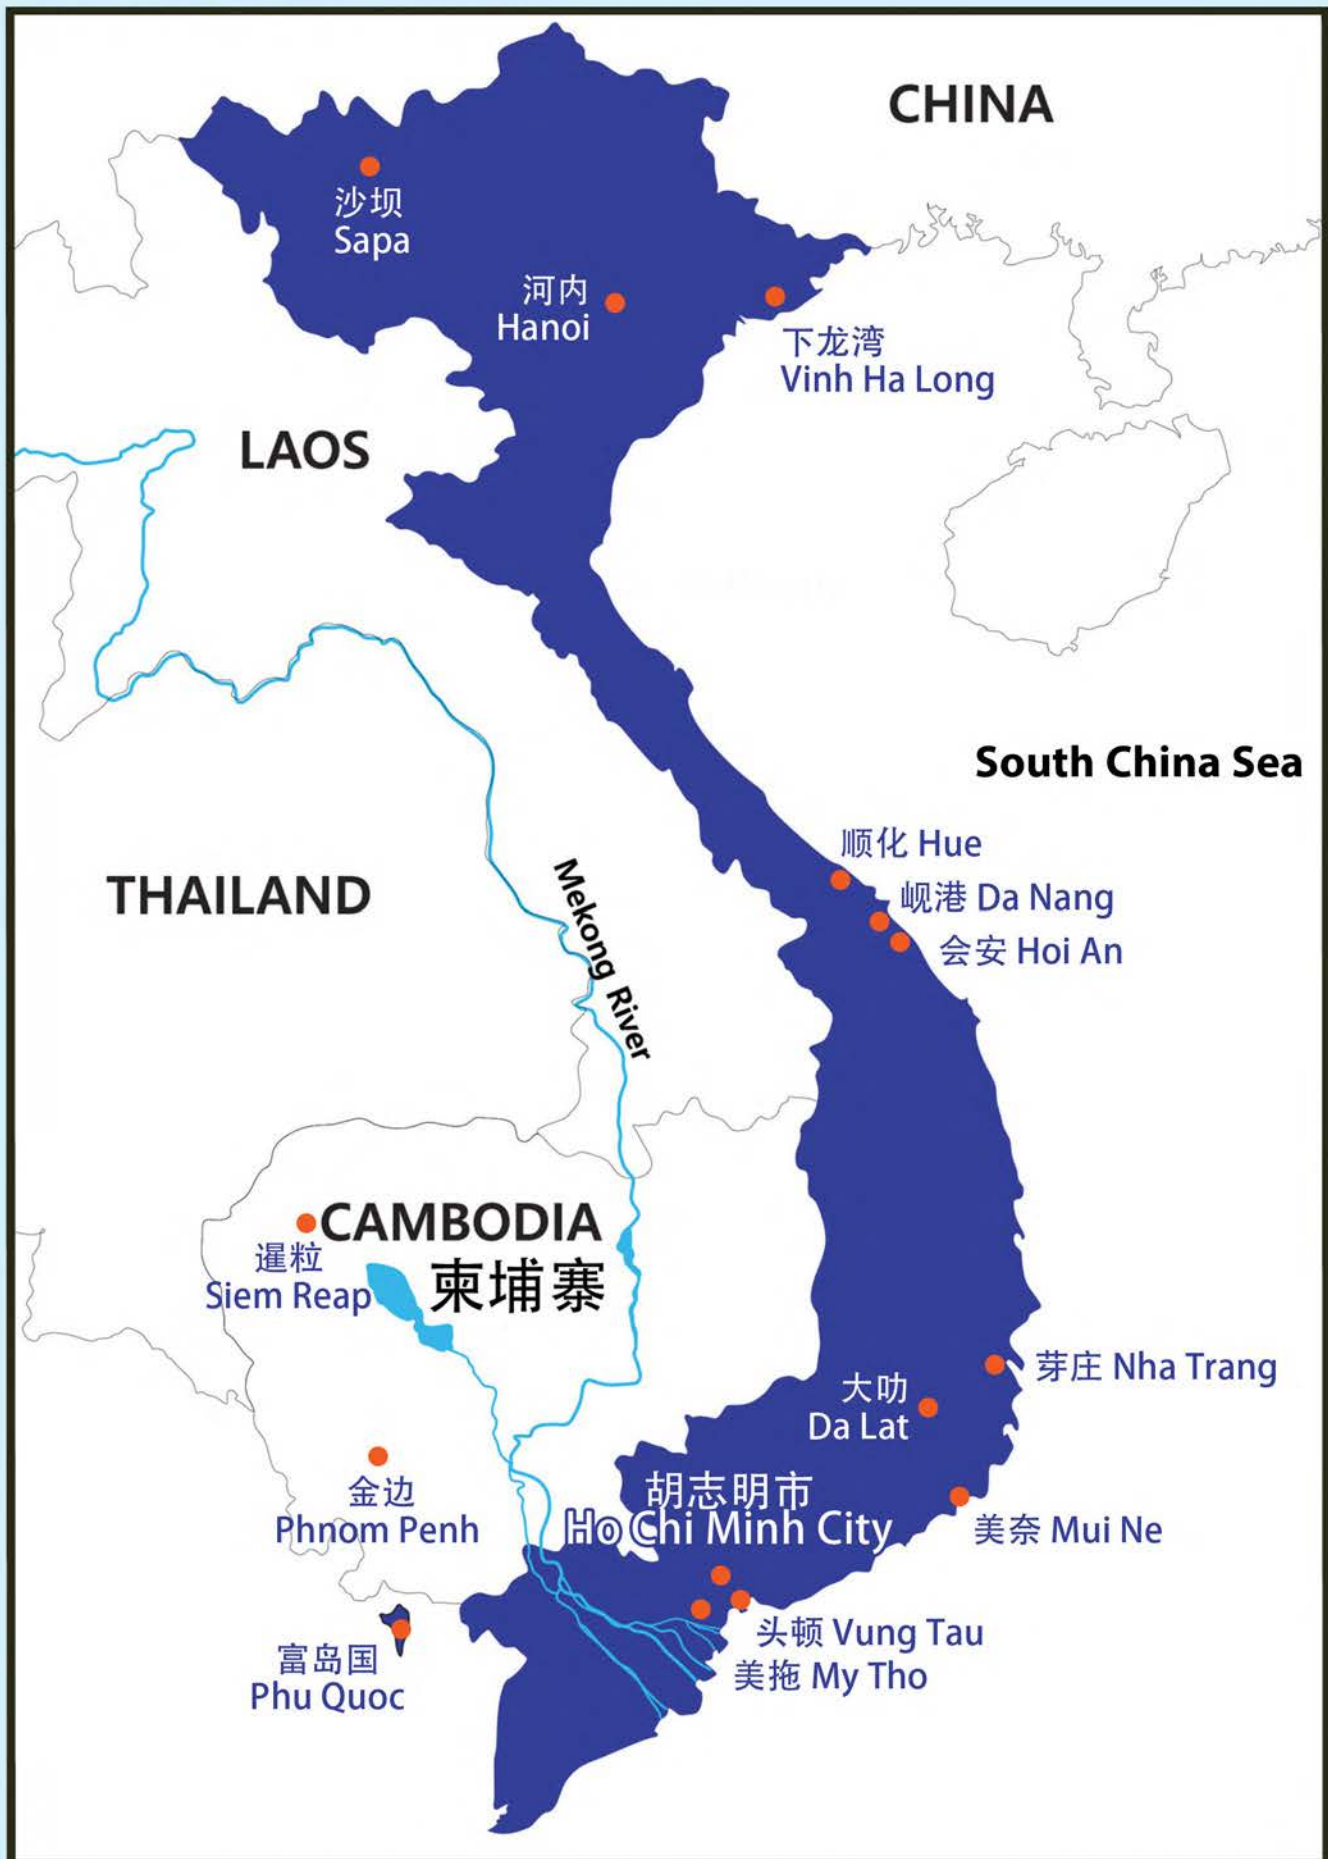 CHINA
沙坝
Sapa
河内
Hanoi
下龙湾
Vinh Ha Long
LAOS
South China Sea
顺化 Hue
THAILAND
岘港 Da Nang
会安 Hoi An
Mekong River
CAMBODIA
柬埔寨
暹粒
Siem Reap
芽庄 Nha Trang
大叻
Da Lat
胡志明市
Ho Chi Minh City
金边
Phnom Penh
美奈 Mui Ne
头顿 Vung Tau
美拖 My Tho
富岛国
Phu Quoc